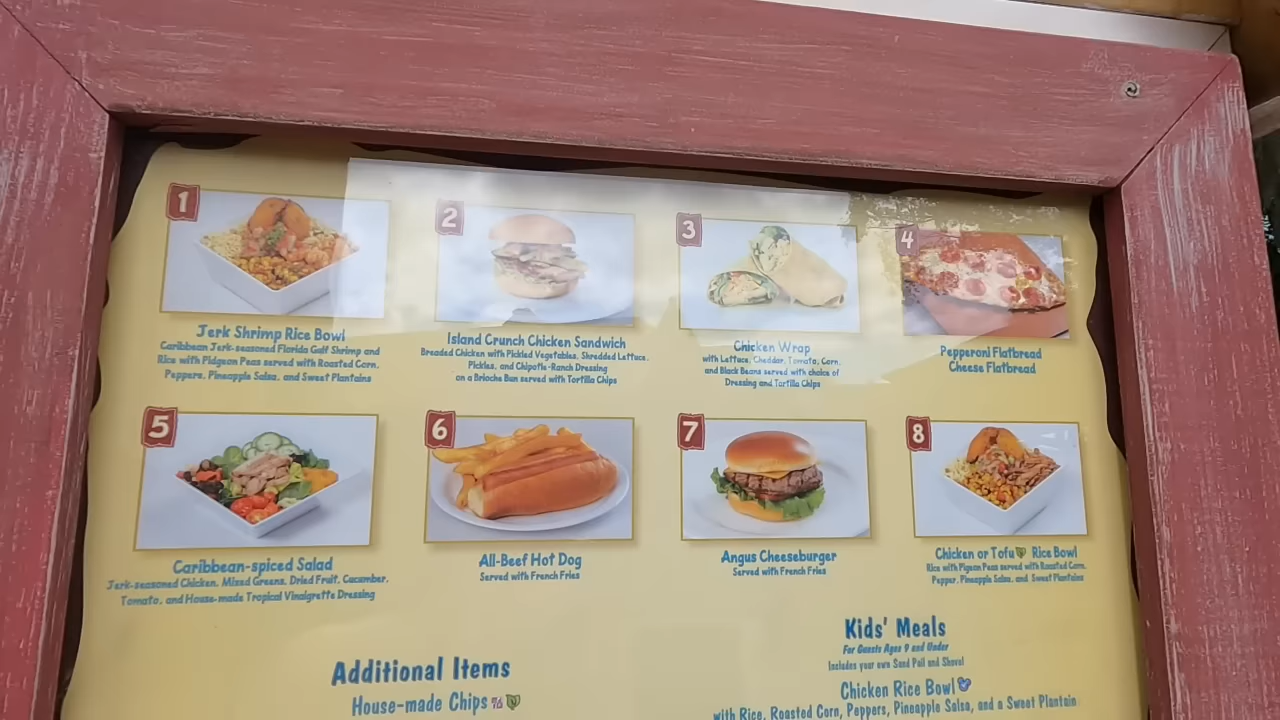 1
Jerk Shrimp Rice Bowl
Caribbean Jerk-seasoned Florida Gulf Shrimp and
Rice with Pidgeon Peas served with Roasted Corn,
Peppers, Pineapple Salsa, and Sweet Plantains
2
Island Crunch Chicken Sandwich
Breaded Chicken with Pickled Vegetables, Shredded Lettuce,
Pickles, and Chipotle-Ranch Dressing
on a Brioche Bun served with Tortilla Chips
3
Chicken Wrap
with Lettuce, Cheddar, Tomato, Corn,
and Black Beans served with choice of
Dressing and Tortilla Chips
4
Pepperoni Flatbread
Cheese Flatbread
5
Caribbean-spiced Salad
Jerk-seasoned Chicken, Mixed Greens, Dried Fruit, Cucumber,
Tomato, and House-made Tropical Vinaigrette Dressing
6
All-Beef Hot Dog
Served with French Fries
7
Angus Cheeseburger
Served with French Fries
8
Chicken or Tofu Rice Bowl
Rice with Pigeon Peas served with Roasted Corn,
Pepper, Pineapple Salsa, and Sweet Plantains
Additional Items
House-made Chips
Kids' Meals
For Guests Ages 9 and Under
Includes your own Sand Pail and Shovel
Chicken Rice Bowl
with Rice, Roasted Corn, Peppers, Pineapple Salsa, and a Sweet Plantain